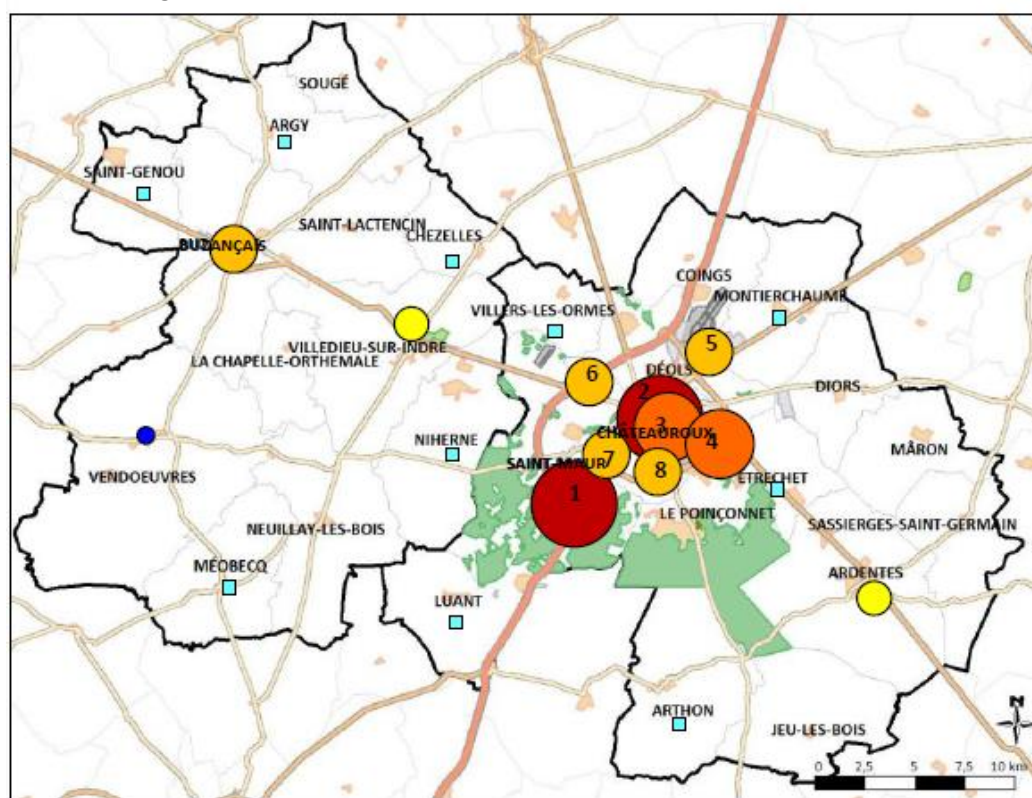 SOUGÉ
ARGY
SAINT-GENOU
SAINT-LACTENCIN
BUZANÇAIS
CHEZELLES
COINGS
MONTIERCHAUME
VILLERS-LES-ORMES
VILLEDIEU-SUR-INDRE
LA CHAPELLE-ORTHEMALE
5
6
DÉOLS
DIORS
2
3
CHÂTEAUROUX
4
NIHERNE
MÂRON
SAINT-MAUR
7
8
VENDOEUVRES
ETRECHET
1
LE POINÇONNET
NEUILLAY-LES-BOIS
SASSIERGES-SAINT-GERMAIN
MÉOBECQ
ARDENTES
LUANT
ARTHON
JEU-LES-BOIS
N
0 2,5 5 7,5 10 km